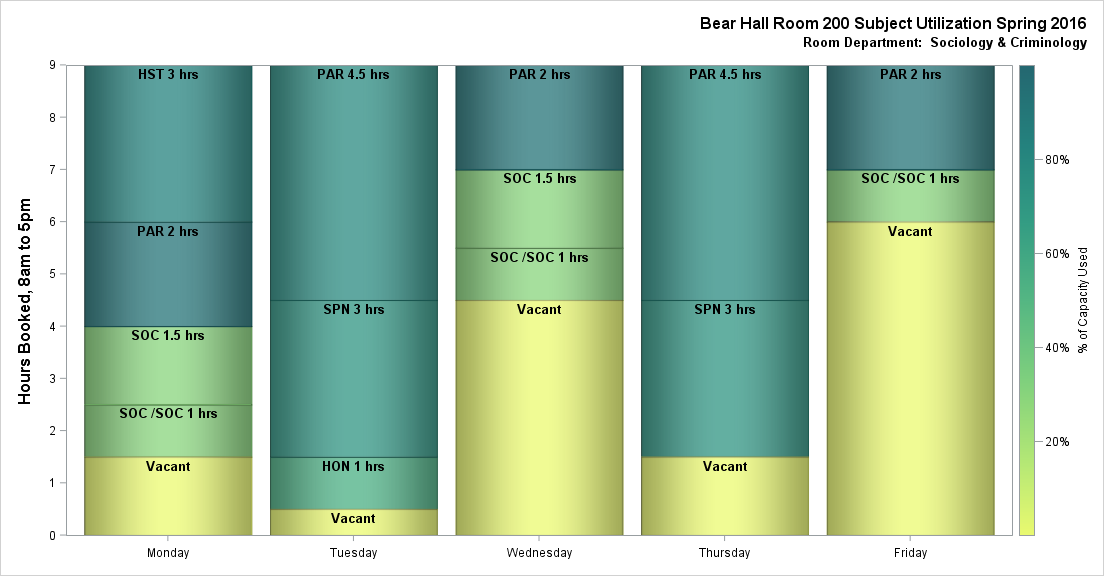 Bear Hall Room 200 Subject Utilization Spring 2016
Room Department:  Sociology & Criminology
Hours Booked, 8am to 5pm
9
8
7
6
5
4
3
2
1
0
HST 3 hrs
PAR 2 hrs
SOC 1.5 hrs
SOC /SOC 1 hrs
Vacant
PAR 4.5 hrs
SPN 3 hrs
HON 1 hrs
Vacant
PAR 2 hrs
SOC 1.5 hrs
SOC /SOC 1 hrs
Vacant
PAR 4.5 hrs
SPN 3 hrs
Vacant
PAR 2 hrs
SOC /SOC 1 hrs
Vacant
Monday
Tuesday
Wednesday
Thursday
Friday
80%
60%
40%
20%
% of Capacity Used